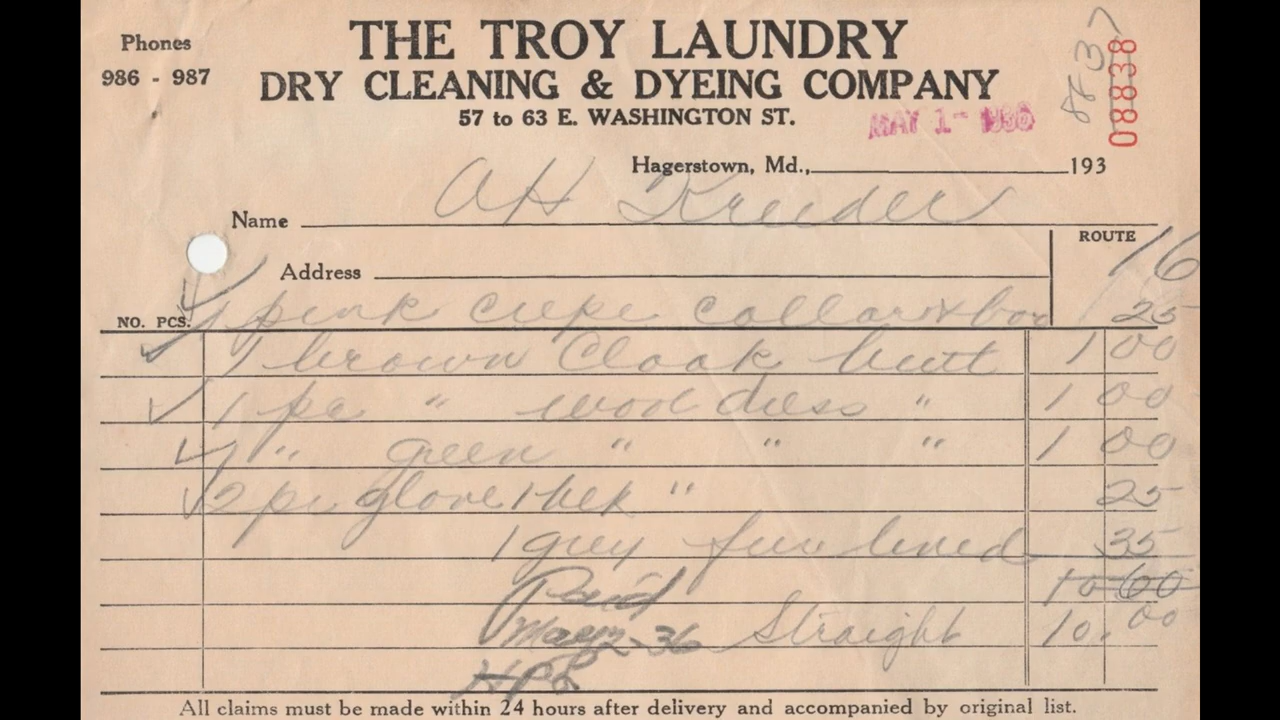 Phones
986 - 987
THE TROY LAUNDRY
DRY CLEANING & DYEING COMPANY
57 to 63 E. WASHINGTON ST.
MAY 1- 1936
08838
Hagerstown, Md., 193
Name A H Kreider
ROUTE 16
Address
1 pink crepe collar & bow 25
NO. PCS.
1 brown Cloak 1 00
1 pc " wool dress " 1 00
1 " green " " " 1 00
2 pr glove 1 " 25
1 grey fur lined 35
Paid 10 00
May 2-36 Straight 10.00
All claims must be made within 24 hours after delivery and accompanied by original list.